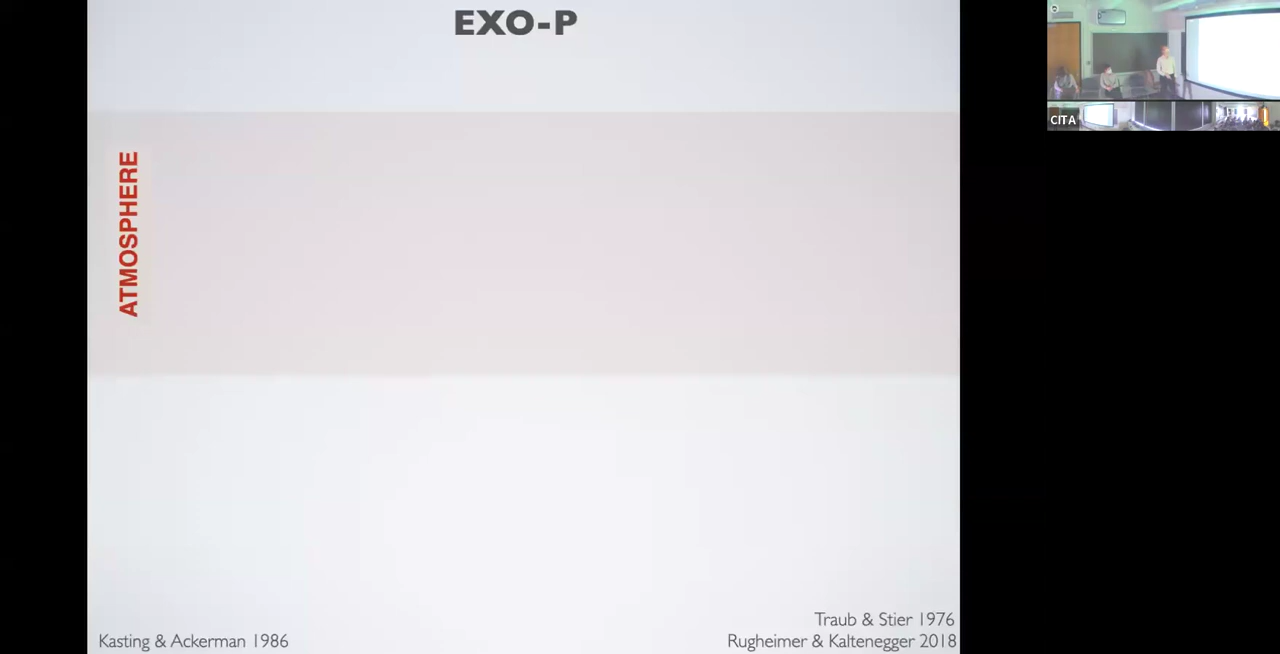 EXO-P
ATMOSPHERE
CITA
Traub & Stier 1976
Kasting & Ackerman 1986
Rugheimer & Kaltenegger 2018